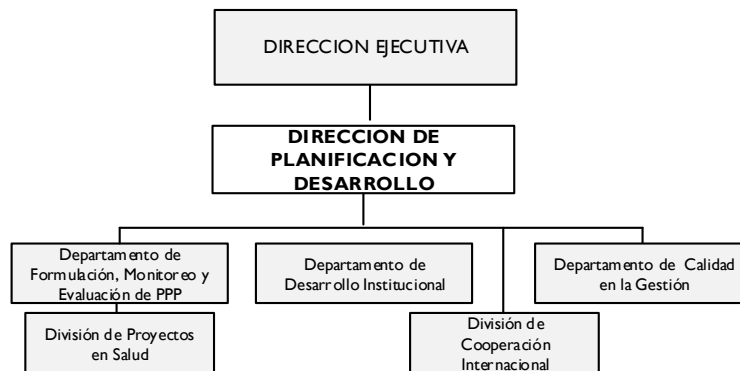 DIRECCION EJECUTIVA
DIRECCION DE
PLANIFICACION Y
DESARROLLO
Departamento de
Formulación, Monitoreo y
Evaluación de PPP
Departamento de
Desarrollo Institucional
Departamento de Calidad
en la Gestión
División de Proyectos
en Salud
División de
Cooperación
Internacional